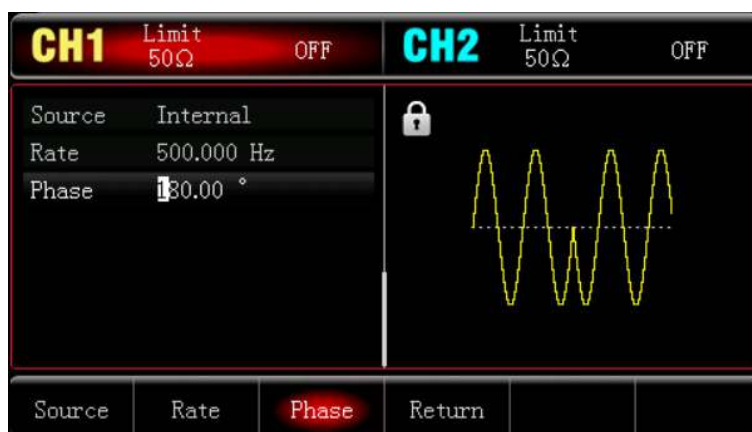 CH1 Limit 50Ω OFF CH2 Limit 50Ω OFF
Source Internal
Rate 500.000 Hz
Phase 180.00 °
Source Rate Phase Return